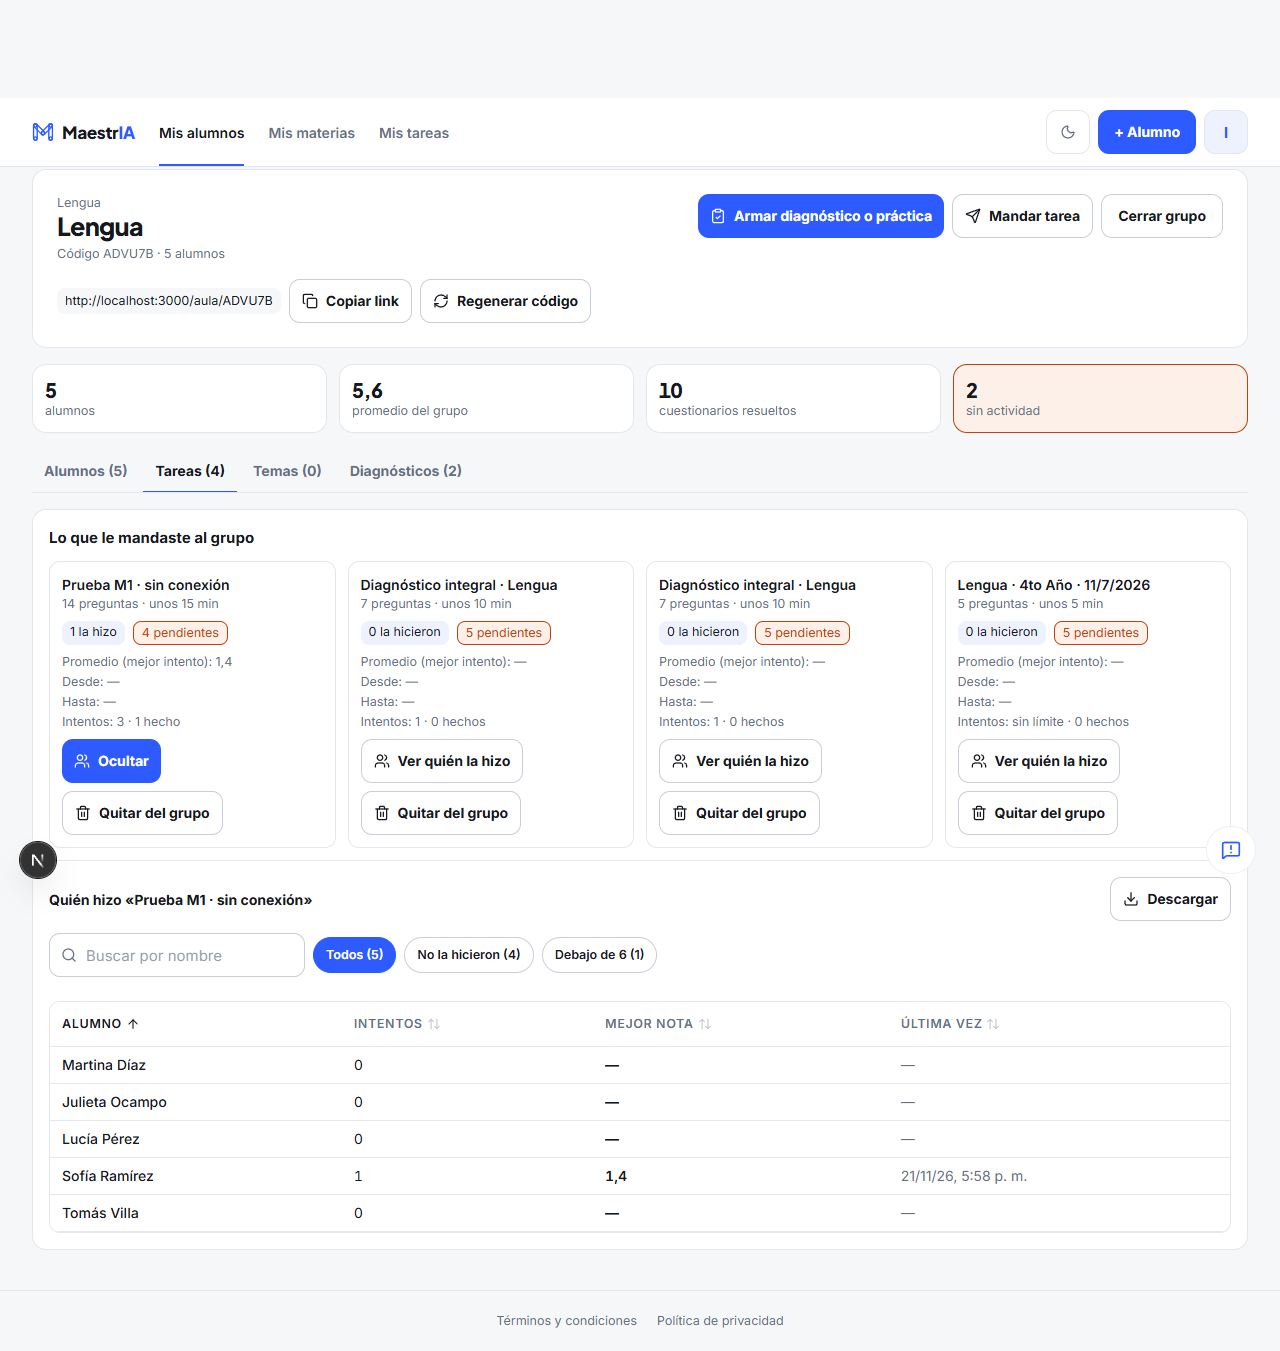 MaestrIA
Mis alumnos
Mis materias
Mis tareas
+ Alumno
I
Lengua
Lengua
Código ADVU7B · 5 alumnos
Armar diagnóstico o práctica
Mandar tarea
Cerrar grupo
http://localhost:3000/aula/ADVU7B
Copiar link
Regenerar código
5
alumnos
5,6
promedio del grupo
10
cuestionarios resueltos
2
sin actividad
Alumnos (5)
Tareas (4)
Temas (0)
Diagnósticos (2)
Lo que le mandaste al grupo
Prueba M1 · sin conexión
14 preguntas · unos 15 min
1 la hizo
4 pendientes
Promedio (mejor intento): 1,4
Desde: —
Hasta: —
Intentos: 3 · 1 hecho
Ocultar
Quitar del grupo
Diagnóstico integral · Lengua
7 preguntas · unos 10 min
0 la hicieron
5 pendientes
Promedio (mejor intento): —
Desde: —
Hasta: —
Intentos: 1 · 0 hechos
Ver quién la hizo
Quitar del grupo
Diagnóstico integral · Lengua
7 preguntas · unos 10 min
0 la hicieron
5 pendientes
Promedio (mejor intento): —
Desde: —
Hasta: —
Intentos: 1 · 0 hechos
Ver quién la hizo
Quitar del grupo
Lengua · 4to Año · 11/7/2026
5 preguntas · unos 5 min
0 la hicieron
5 pendientes
Promedio (mejor intento): —
Desde: —
Hasta: —
Intentos: sin límite · 0 hechos
Ver quién la hizo
Quitar del grupo
N
Quién hizo «Prueba M1 · sin conexión»
Descargar
Buscar por nombre
Todos (5)
No la hicieron (4)
Debajo de 6 (1)
ALUMNO INTENTOS MEJOR NOTA ÚLTIMA VEZ
Martina Díaz 0 — —
Julieta Ocampo 0 — —
Lucía Pérez 0 — —
Sofía Ramírez 1 1,4 21/11/26, 5:58 p. m.
Tomás Villa 0 — —
Términos y condiciones
Política de privacidad